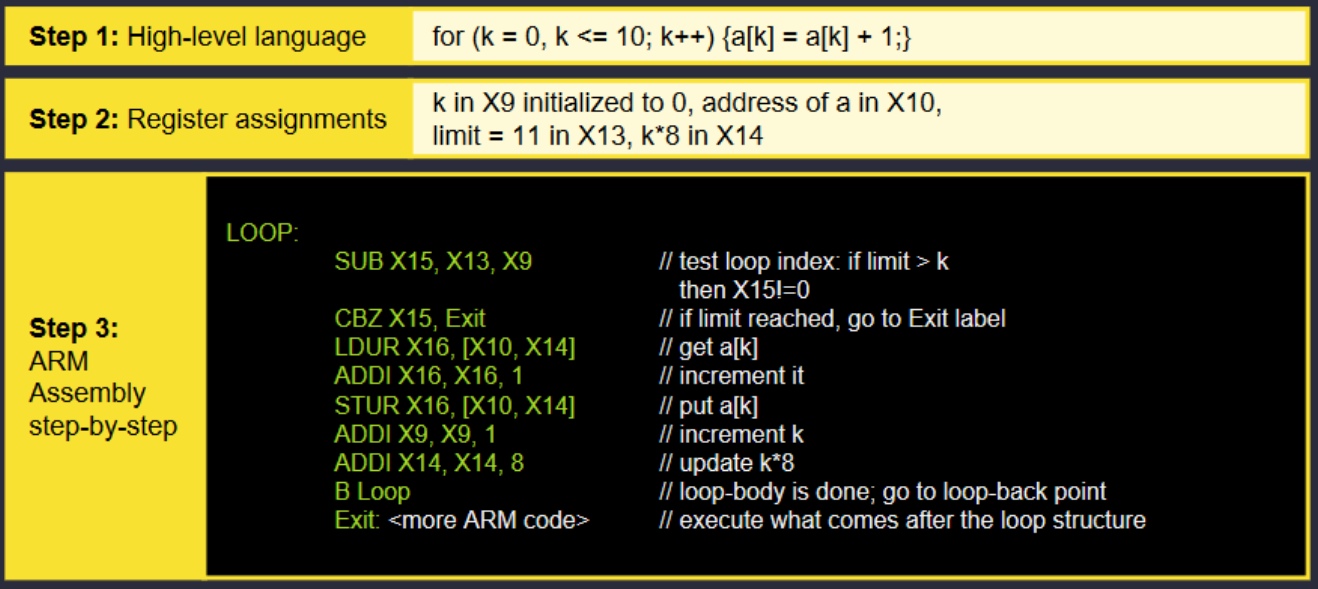 Step 1: High-level language
for (k = 0, k <= 10; k++) {a[k] = a[k] + 1;}
Step 2: Register assignments
k in X9 initialized to 0, address of a in X10,
limit = 11 in X13, k*8 in X14
Step 3:
ARM
Assembly
step-by-step
LOOP:
SUB X15, X13, X9 // test loop index: if limit > k
then X15!=0
CBZ X15, Exit // if limit reached, go to Exit label
LDUR X16, [X10, X14] // get a[k]
ADDI X16, X16, 1 // increment it
STUR X16, [X10, X14] // put a[k]
ADDI X9, X9, 1 // increment k
ADDI X14, X14, 8 // update k*8
B Loop // loop-body is done; go to loop-back point
Exit: <more ARM code> // execute what comes after the loop structure